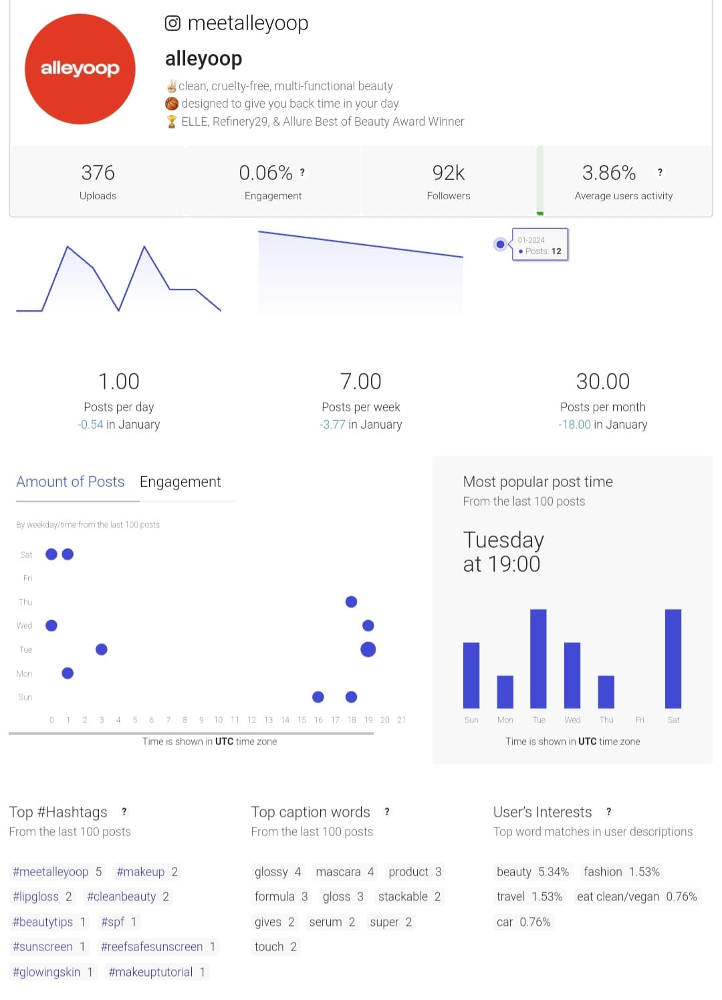 alleyoop
meetalleyoop
alleyoop
✌🏻clean, cruelty-free, multi-functional beauty
🏀 designed to give you back time in your day
🏆 ELLE, Refinery29, & Allure Best of Beauty Award Winner
376
Uploads
0.06% ?
Engagement
92k
Followers
3.86% ?
Average users activity
01-2024
• Posts: 12
1.00
Posts per day
-0.54 in January
7.00
Posts per week
-3.77 in January
30.00
Posts per month
-18.00 in January
Amount of Posts Engagement
By weekday/time from the last 100 posts
Sat
Fri
Thu
Wed
Tue
Mon
Sun
0 1 2 3 4 5 6 7 8 9 10 11 12 13 14 15 16 17 18 19 20 21
Time is shown in UTC time zone
Most popular post time
From the last 100 posts
Tuesday
at 19:00
Sun Mon Tue Wed Thu Fri Sat
Time is shown in UTC time zone
Top #Hashtags ?
From the last 100 posts
#meetalleyoop 5 #makeup 2
#lipgloss 2 #cleanbeauty 2
#beautytips 1 #spf 1
#sunscreen 1 #reefsafesunscreen 1
#glowingskin 1 #makeuptutorial 1
Top caption words ?
From the last 100 posts
glossy 4 mascara 4 product 3
formula 3 gloss 3 stackable 2
gives 2 serum 2 super 2
touch 2
User's Interests ?
Top word matches in user descriptions
beauty 5.34% fashion 1.53%
travel 1.53% eat clean/vegan 0.76%
car 0.76%